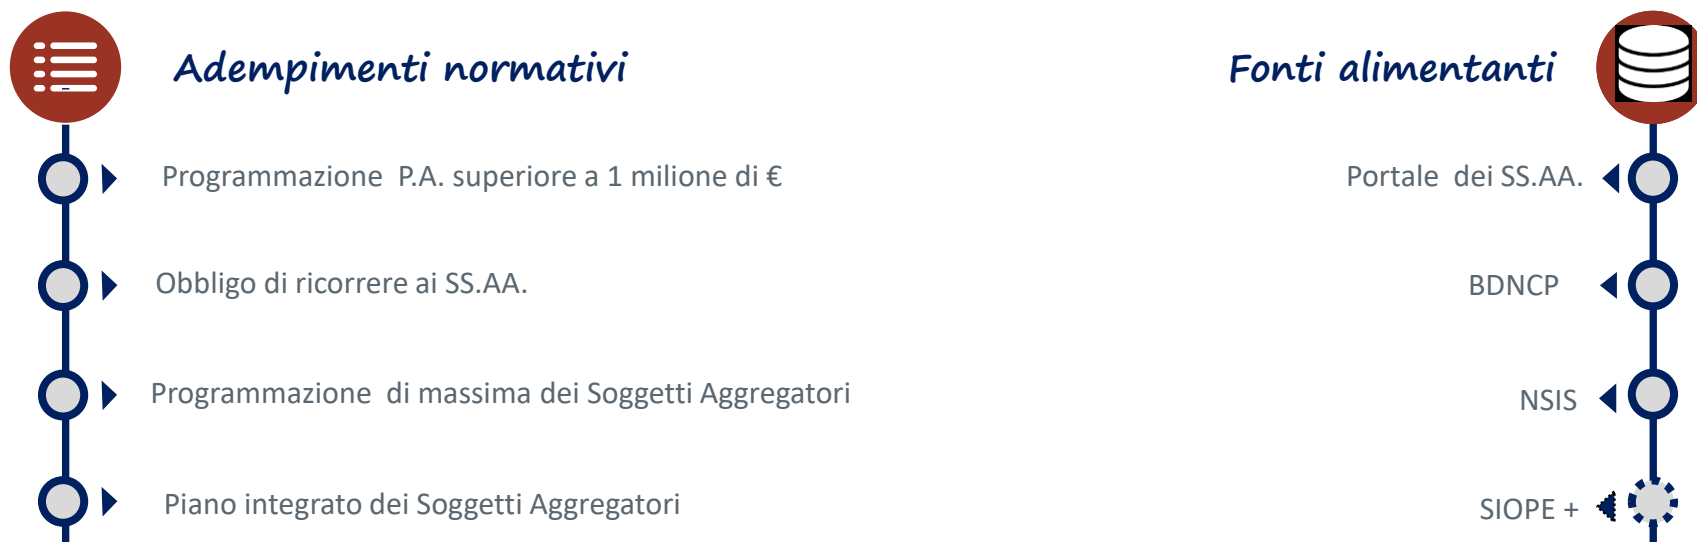 Adempimenti normativi
Programmazione P.A. superiore a 1 milione di €
Obbligo di ricorrere ai SS.AA.
Programmazione di massima dei Soggetti Aggregatori
Piano integrato dei Soggetti Aggregatori
Fonti alimentanti
Portale dei SS.AA.
BDNCP
NSIS
SIOPE +